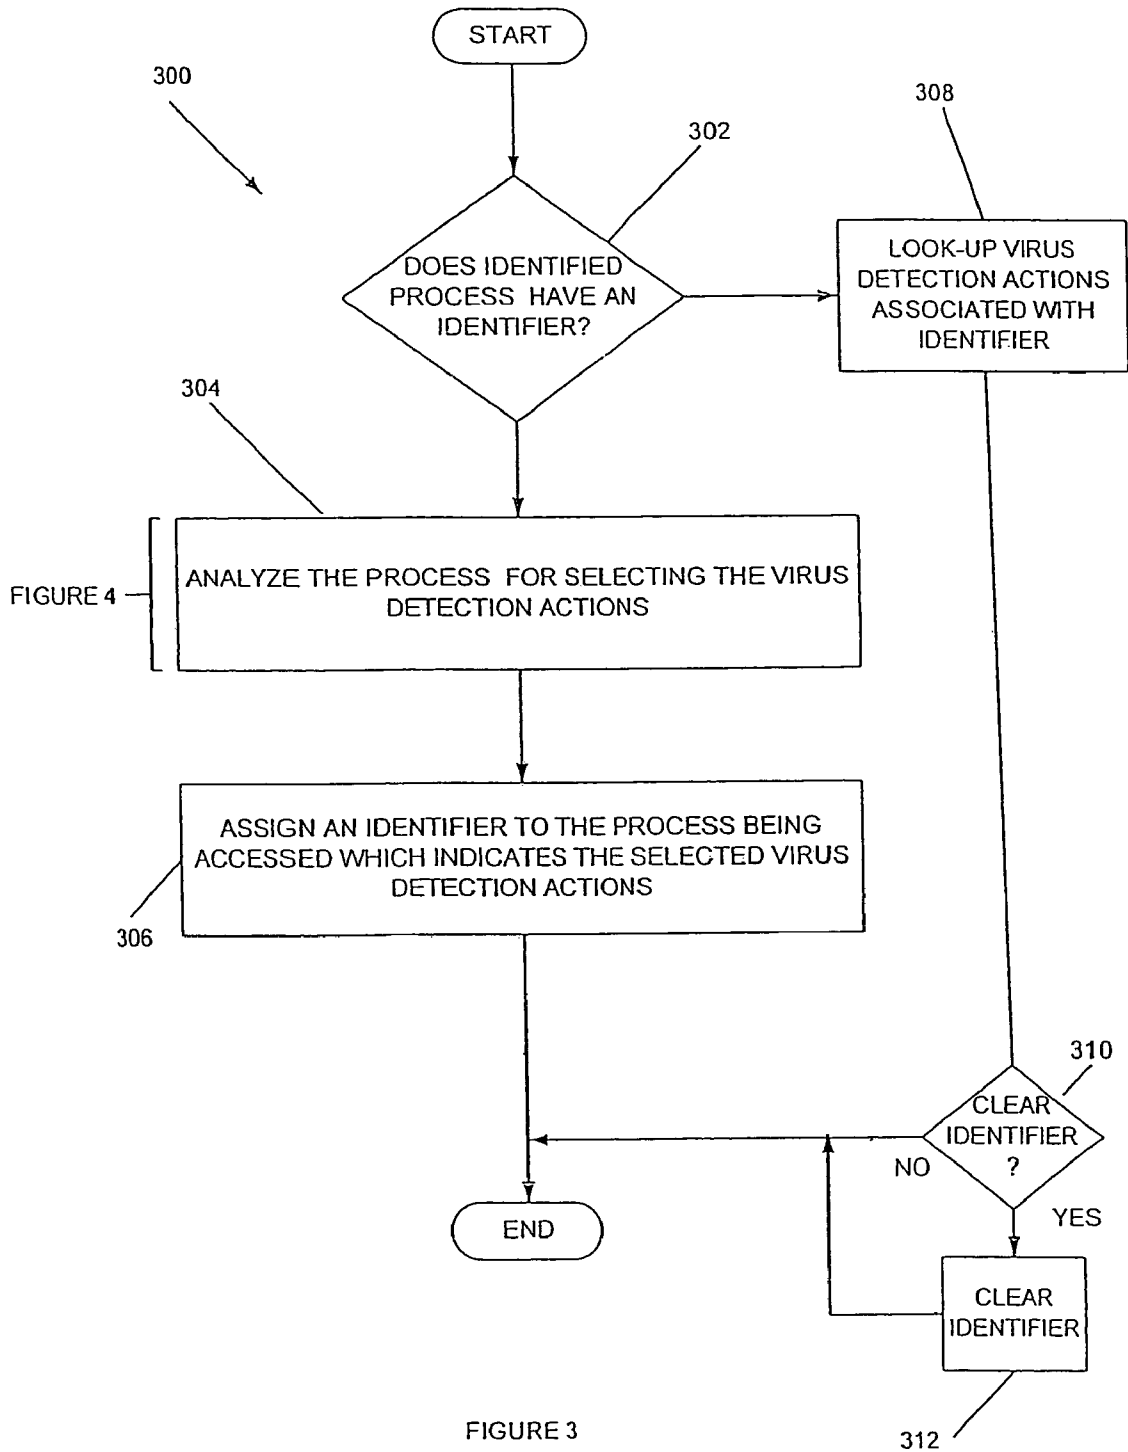 START
300
308
302
LOOK-UP VIRUS
DETECTION ACTIONS
ASSOCIATED WITH
IDENTIFIER
DOES IDENTIFIED
PROCESS HAVE AN
IDENTIFIER?
304
FIGURE 4
ANALYZE THE PROCESS FOR SELECTING THE VIRUS
DETECTION ACTIONS
ASSIGN AN IDENTIFIER TO THE PROCESS BEING
ACCESSED WHICH INDICATES THE SELECTED VIRUS
DETECTION ACTIONS
306
310
CLEAR
IDENTIFIER
?
NO
YES
END
CLEAR
IDENTIFIER
312
FIGURE 3